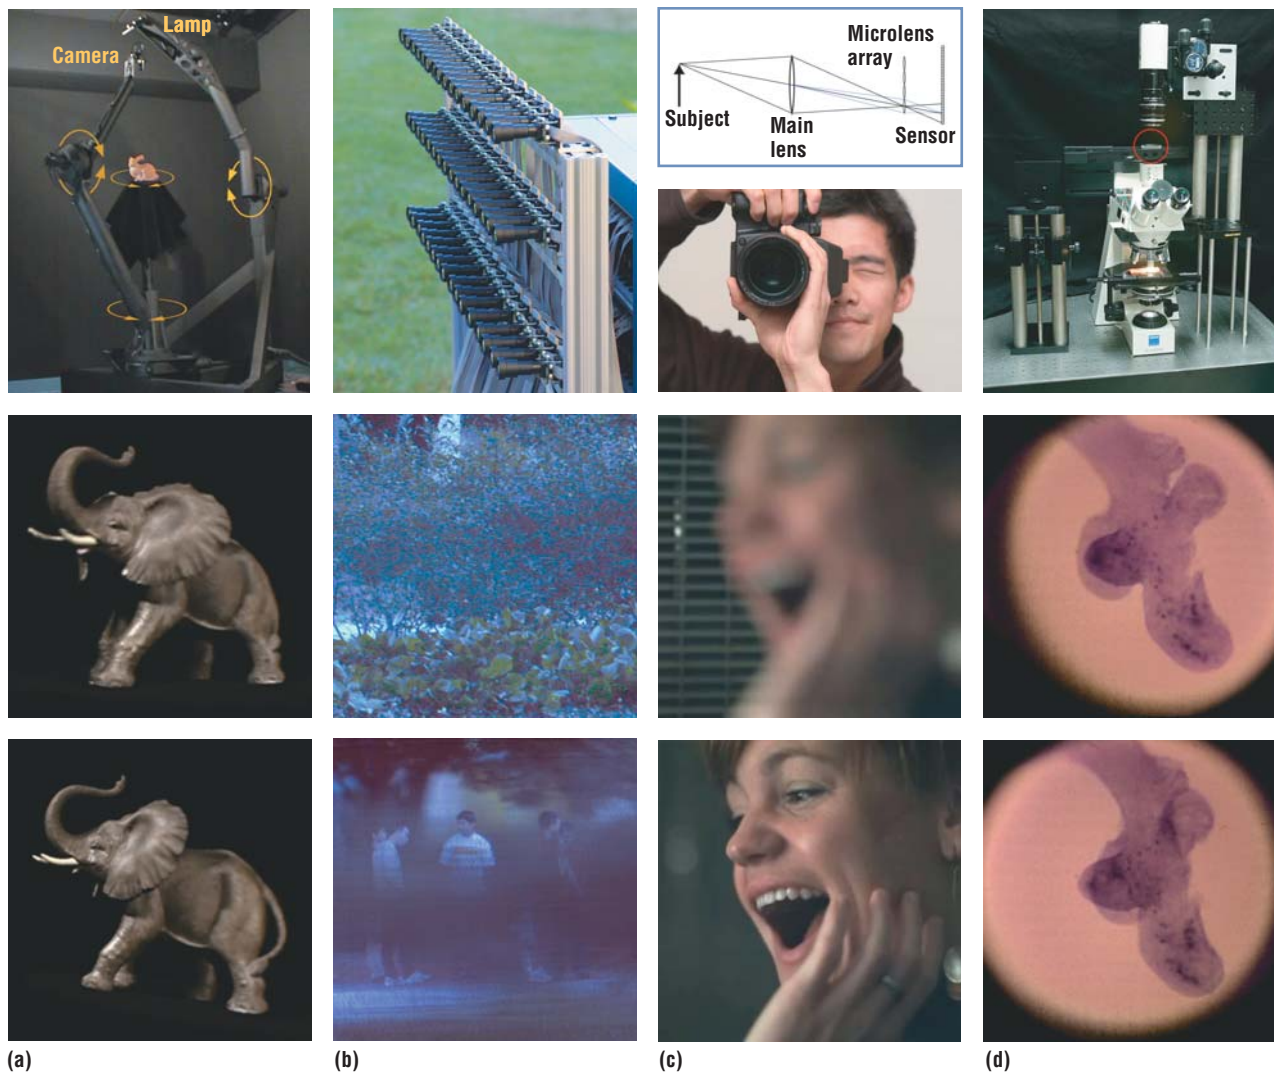 Lamp
Camera
Microlens
array
Subject
Main
lens
Sensor
(a)
(b)
(c)
(d)